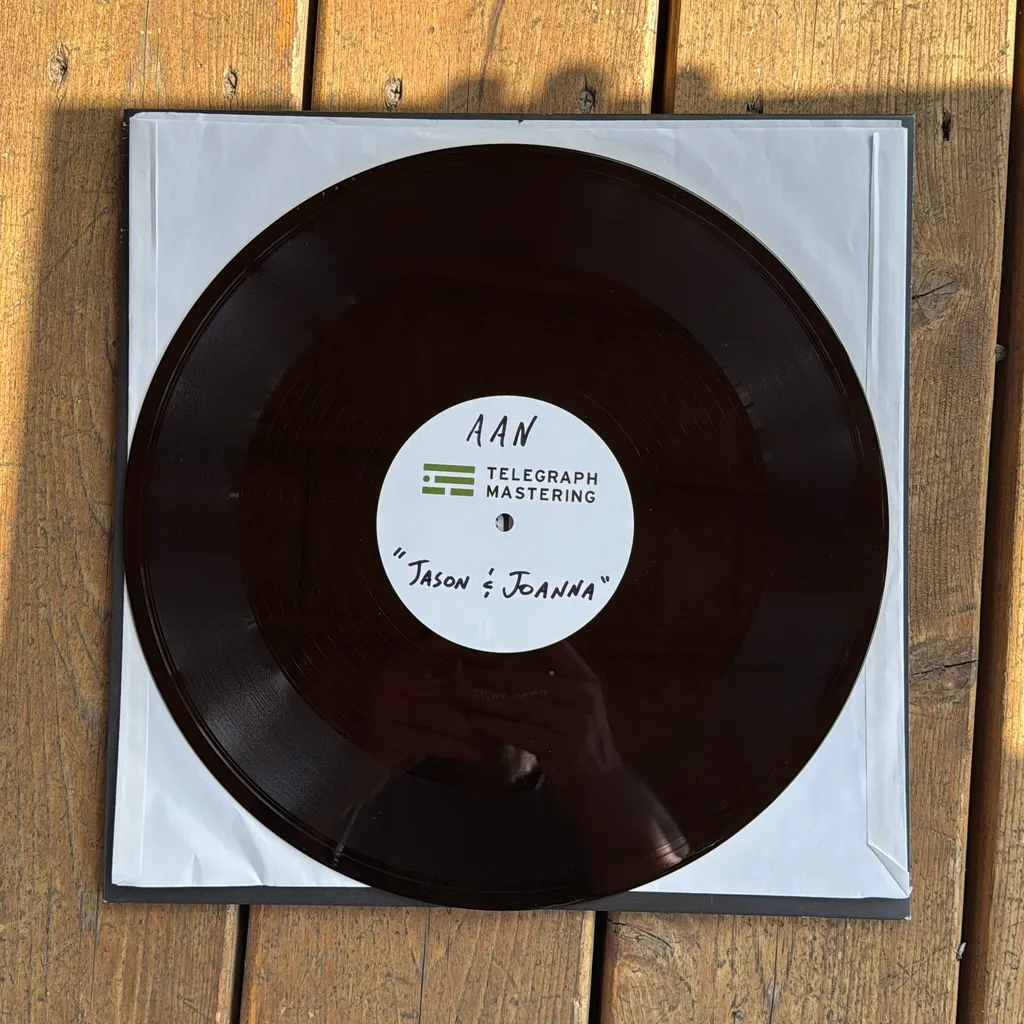 AAN
TELEGRAPH
MASTERING
"JASON & JOANNA"